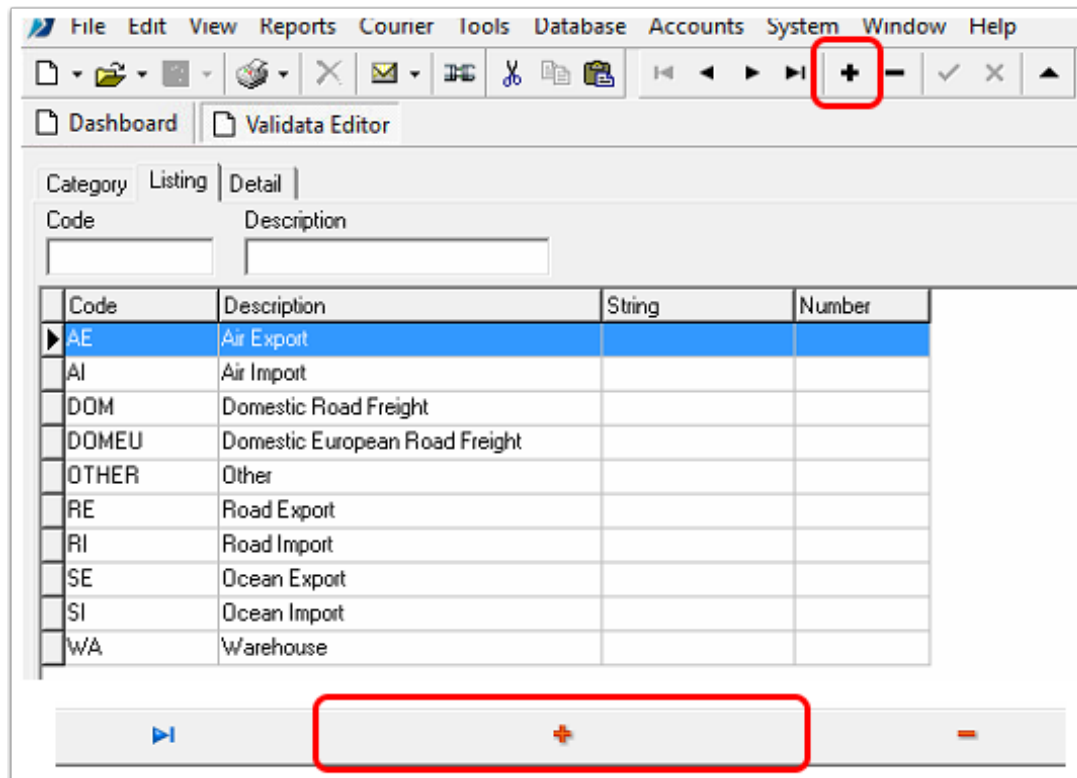 File Edit View Reports Courier Tools Database Accounts System Window Help
Dashboard Validata Editor
Category Listing Detail
Code Description
Code Description String Number
AE Air Export
AI Air Import
DOM Domestic Road Freight
DOMEU Domestic European Road Freight
OTHER Other
RE Road Export
RI Road Import
SE Ocean Export
SI Ocean Import
WA Warehouse